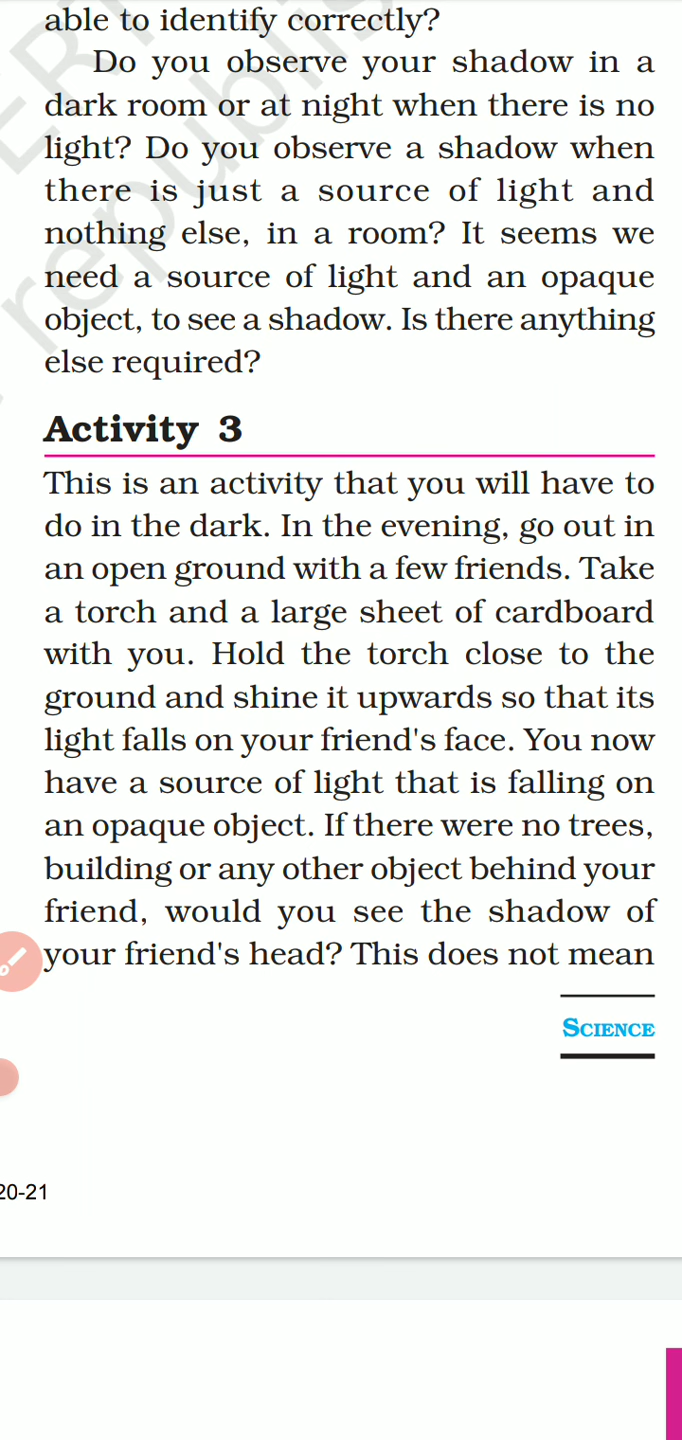 able to identify correctly?
Do you observe your shadow in a
dark room or at night when there is no
light? Do you observe a shadow when
there is just a source of light and
nothing else, in a room? It seems we
need a source of light and an opaque
object, to see a shadow. Is there anything
else required?
Activity 3
This is an activity that you will have to
do in the dark. In the evening, go out in
an open ground with a few friends. Take
a torch and a large sheet of cardboard
with you. Hold the torch close to the
ground and shine it upwards so that its
light falls on your friend's face. You now
have a source of light that is falling on
an opaque object. If there were no trees,
building or any other object behind your
friend, would you see the shadow of
your friend's head? This does not mean
SCIENCE
20-21